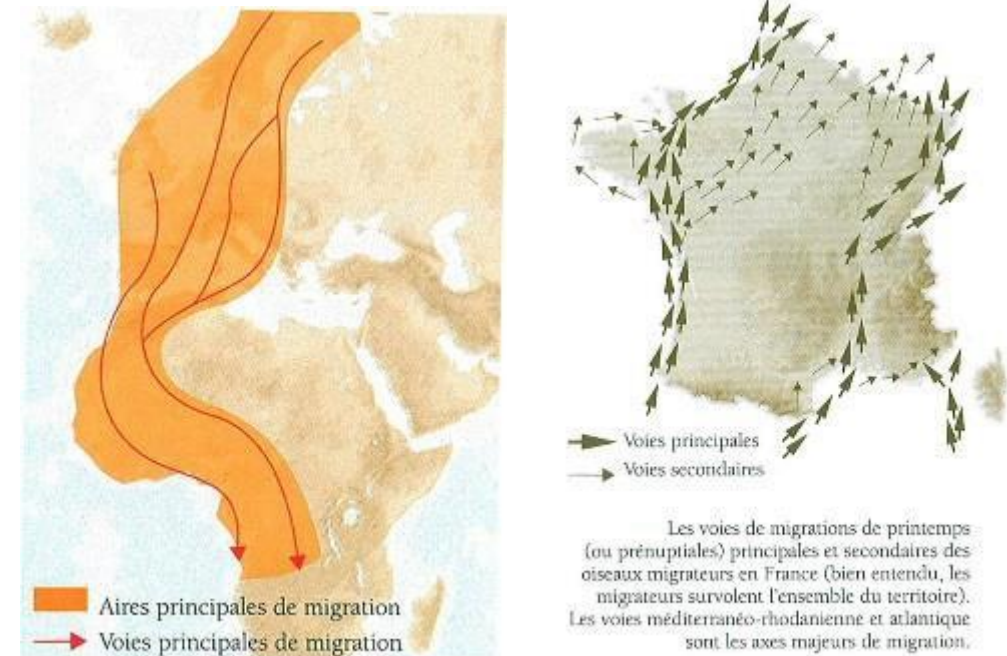 Aires principales de migration
Voies principales de migration
Voies principales
Voies secondaires
Les voies de migrations de printemps
(ou prénuptiales) principales et secondaires des
oiseaux migrateurs en France (bien entendu, les
migrateurs survolent l'ensemble du territoire).
Les voies méditerranéo-rhodanienne et atlantique
sont les axes majeurs de migration.